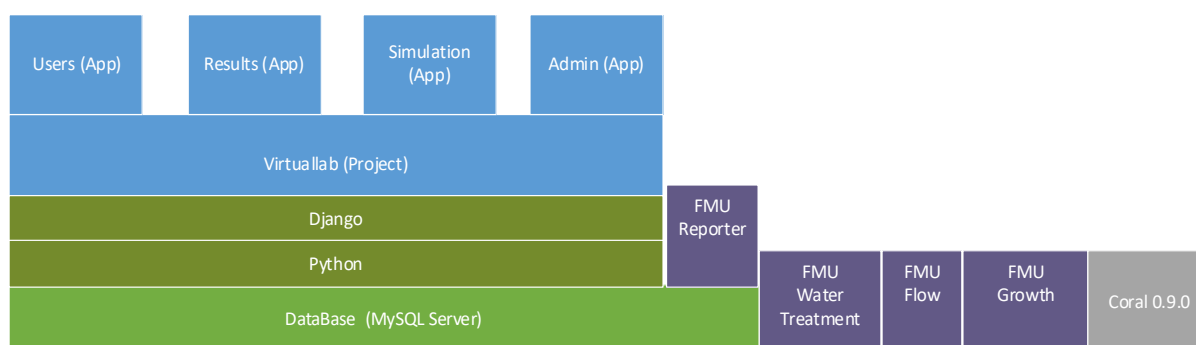 Users (App)
Results (App)
Simulation
(App)
Admin (App)
Virtuallab (Project)
Django
Python
DataBase (MySQL Server)
FMU
Reporter
FMU
Water
Treatment
FMU
Flow
FMU
Growth
Coral 0.9.0